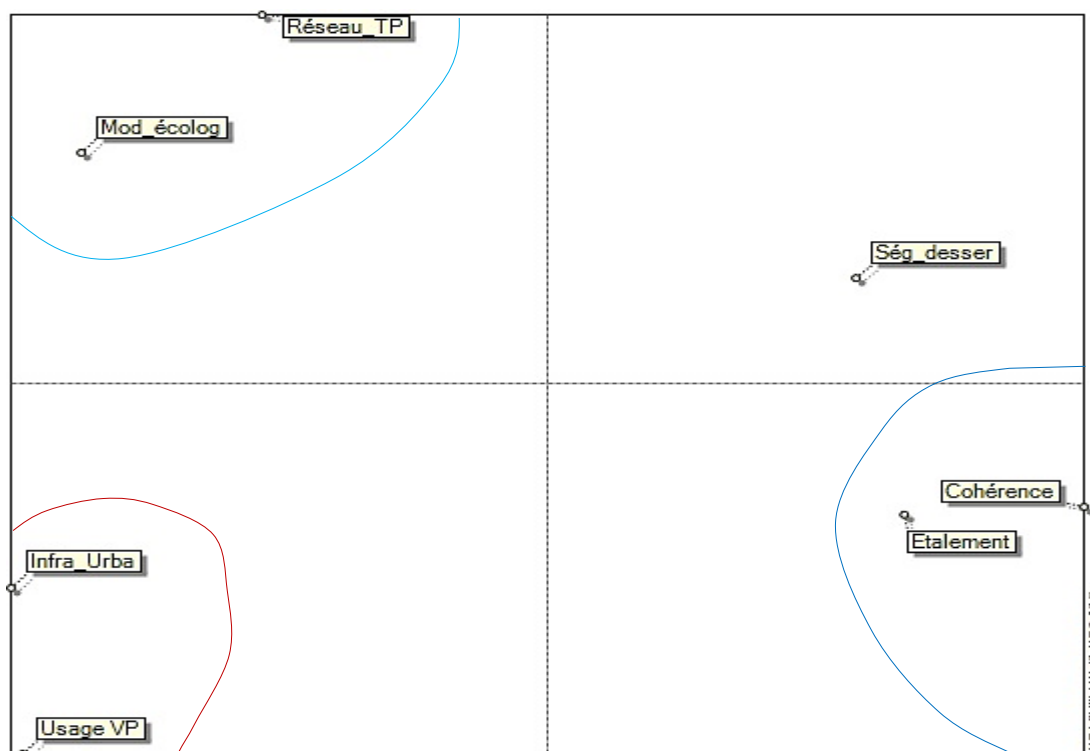 Réseau_TP
Mod_écolog
Ség_desser
Cohérence
Etalement
Infra_Urba
Usage VP